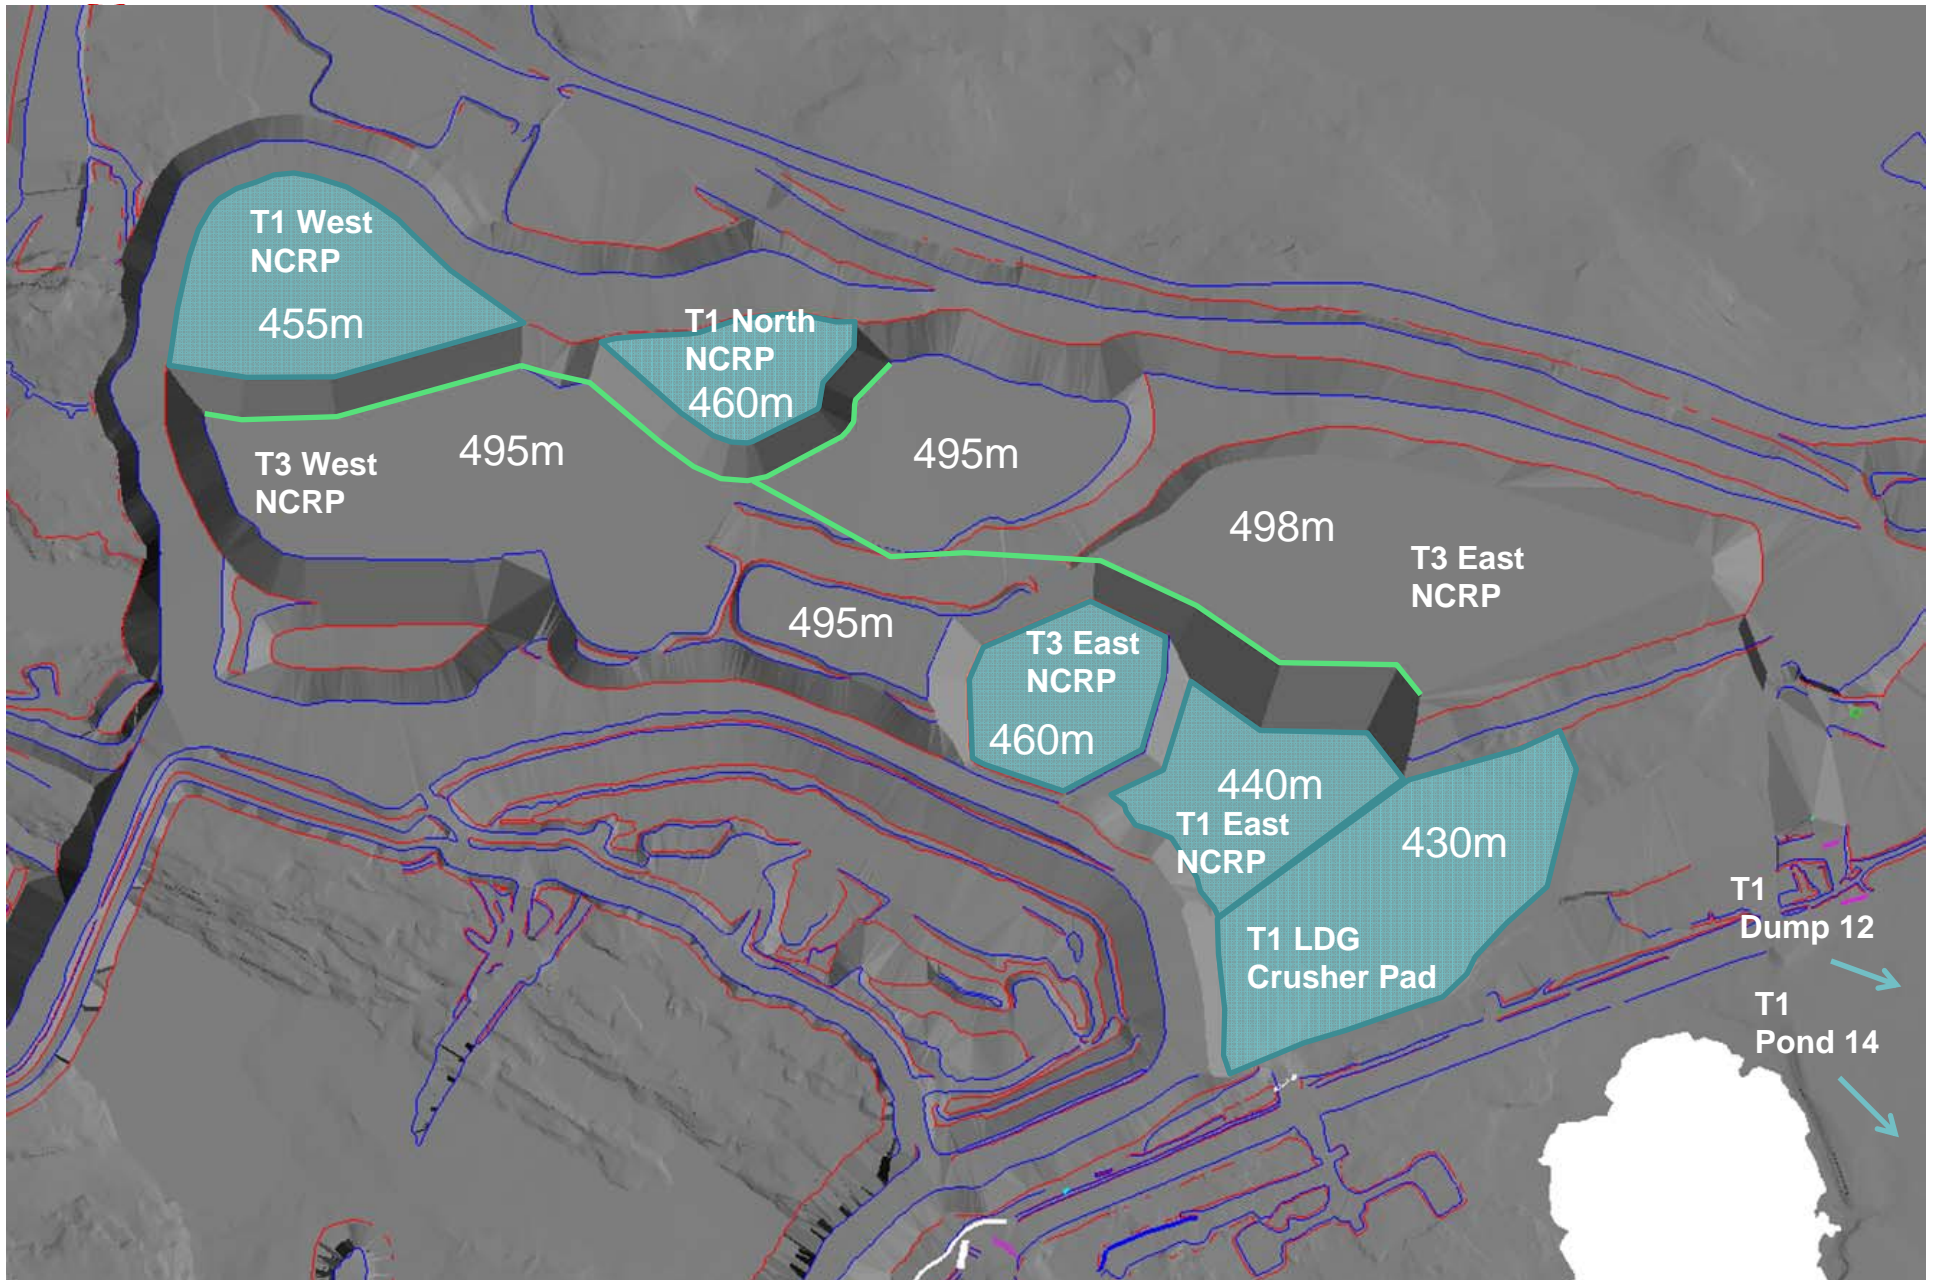 T1 West
NCRP
455m
T1 North
NCRP
460m
T3 West
NCRP
495m
495m
498m
T3 East
NCRP
495m
T3 East
NCRP
460m
440m
T1 East
NCRP
430m
T1 LDG
Crusher Pad
T1
Dump 12
T1
Pond 14